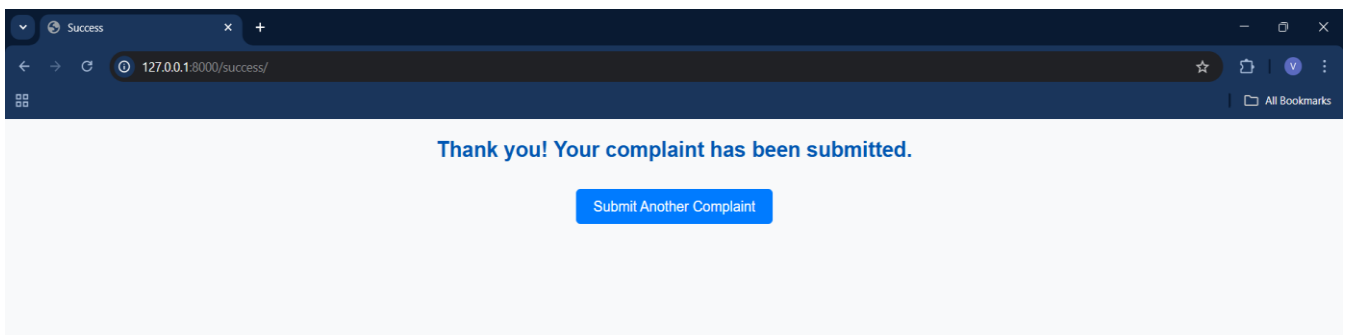 Success
127.0.0.1:8000/success/
V
All Bookmarks
Thank you! Your complaint has been submitted.
Submit Another Complaint